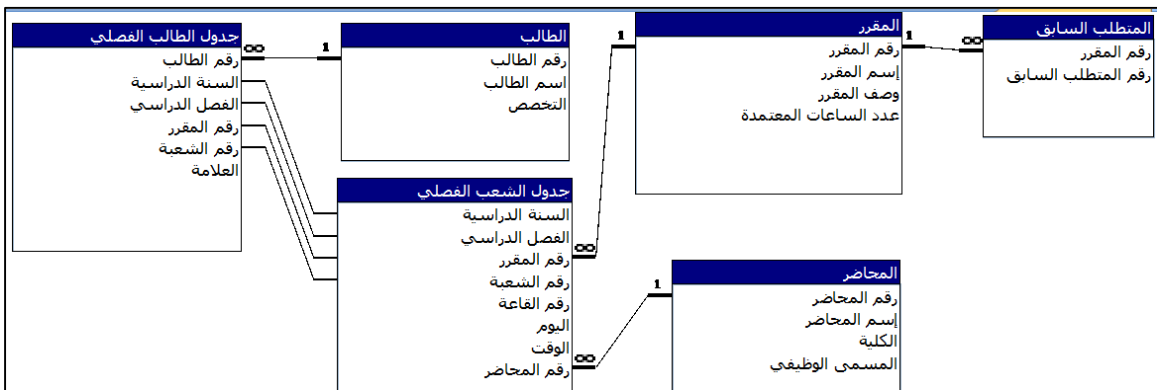 المتطلب السابق
رقم المقرر
رقم المتطلب السابق
∞
1
المقرر
رقم المقرر
إسم المقرر
وصف المقرر
عدد الساعات المعتمدة
1
الطالب
رقم الطالب
اسم الطالب
التخصص
1
∞
جدول الطالب الفصلي
رقم الطالب
السنة الدراسية
الفصل الدراسي
رقم المقرر
رقم الشعبة
العلامة
المحاضر
رقم المحاضر
إسم المحاضر
الكلية
المسمى الوظيفي
1
جدول الشعب الفصلي
السنة الدراسية
الفصل الدراسي
رقم المقرر
رقم الشعبة
رقم القاعة
اليوم
الوقت
رقم المحاضر
∞
∞